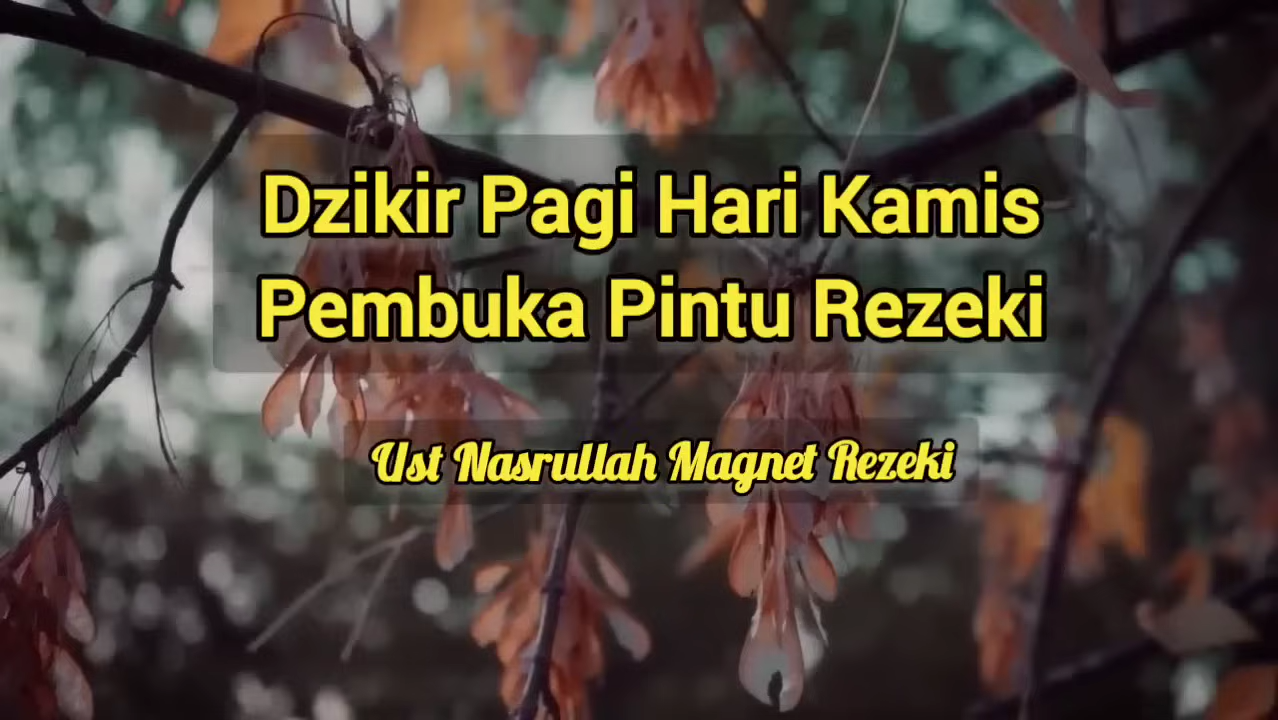 Dzikir Pagi Hari Kamis
Pembuka Pintu Rezeki
Ust Nasrullah Magnet Rezeki